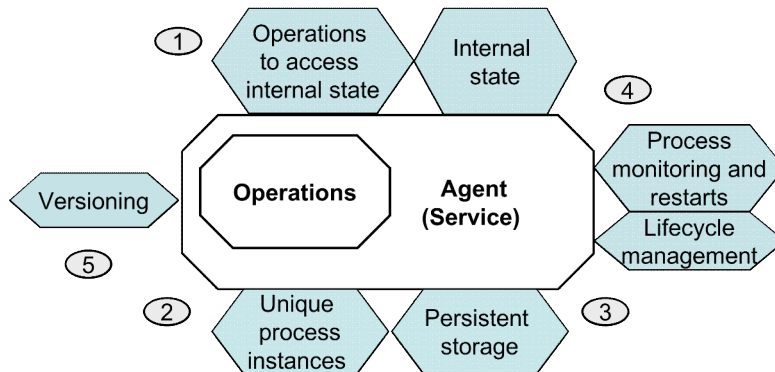 1
Operations
to access
internal state
Internal
state
4
Process
monitoring and
restarts
Operations
Agent
(Service)
Versioning
Lifecycle
management
5
2
Unique
process
instances
Persistent
storage
3